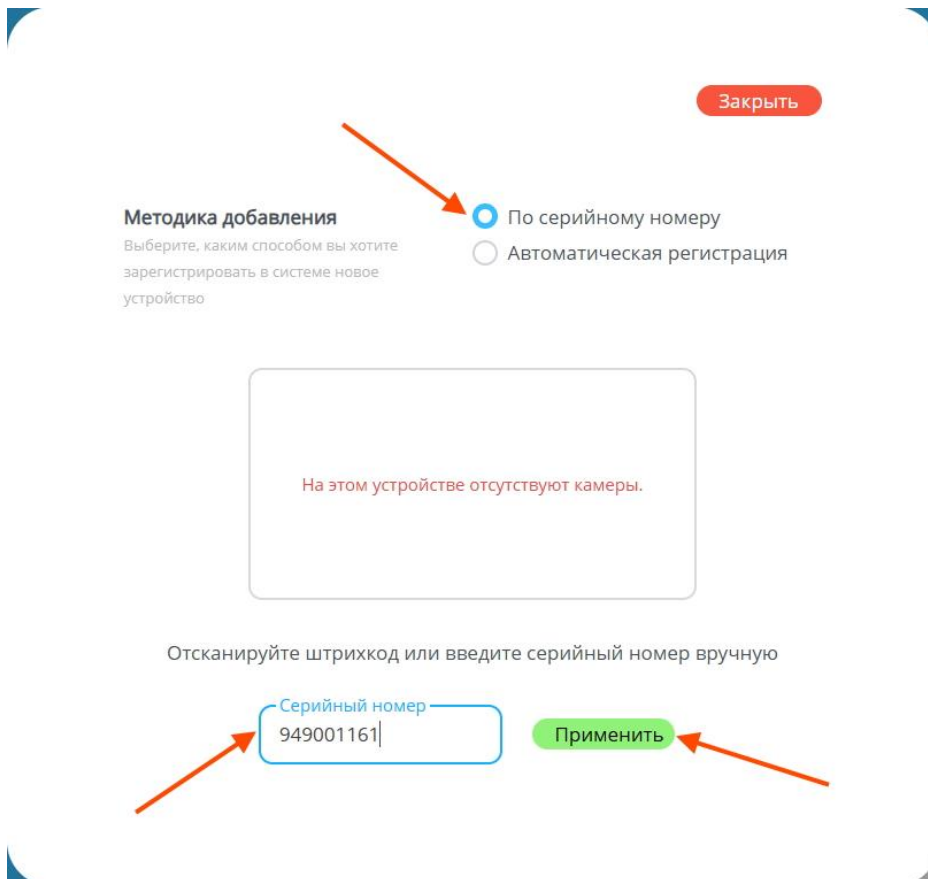 Закрыть
Методика добавления
Выберите, каким способом вы хотите
зарегистрировать в системе новое
устройство
По серийному номеру
Автоматическая регистрация
На этом устройстве отсутствуют камеры.
Отсканируйте штрихкод или введите серийный номер вручную
Серийный номер
949001161
Применить